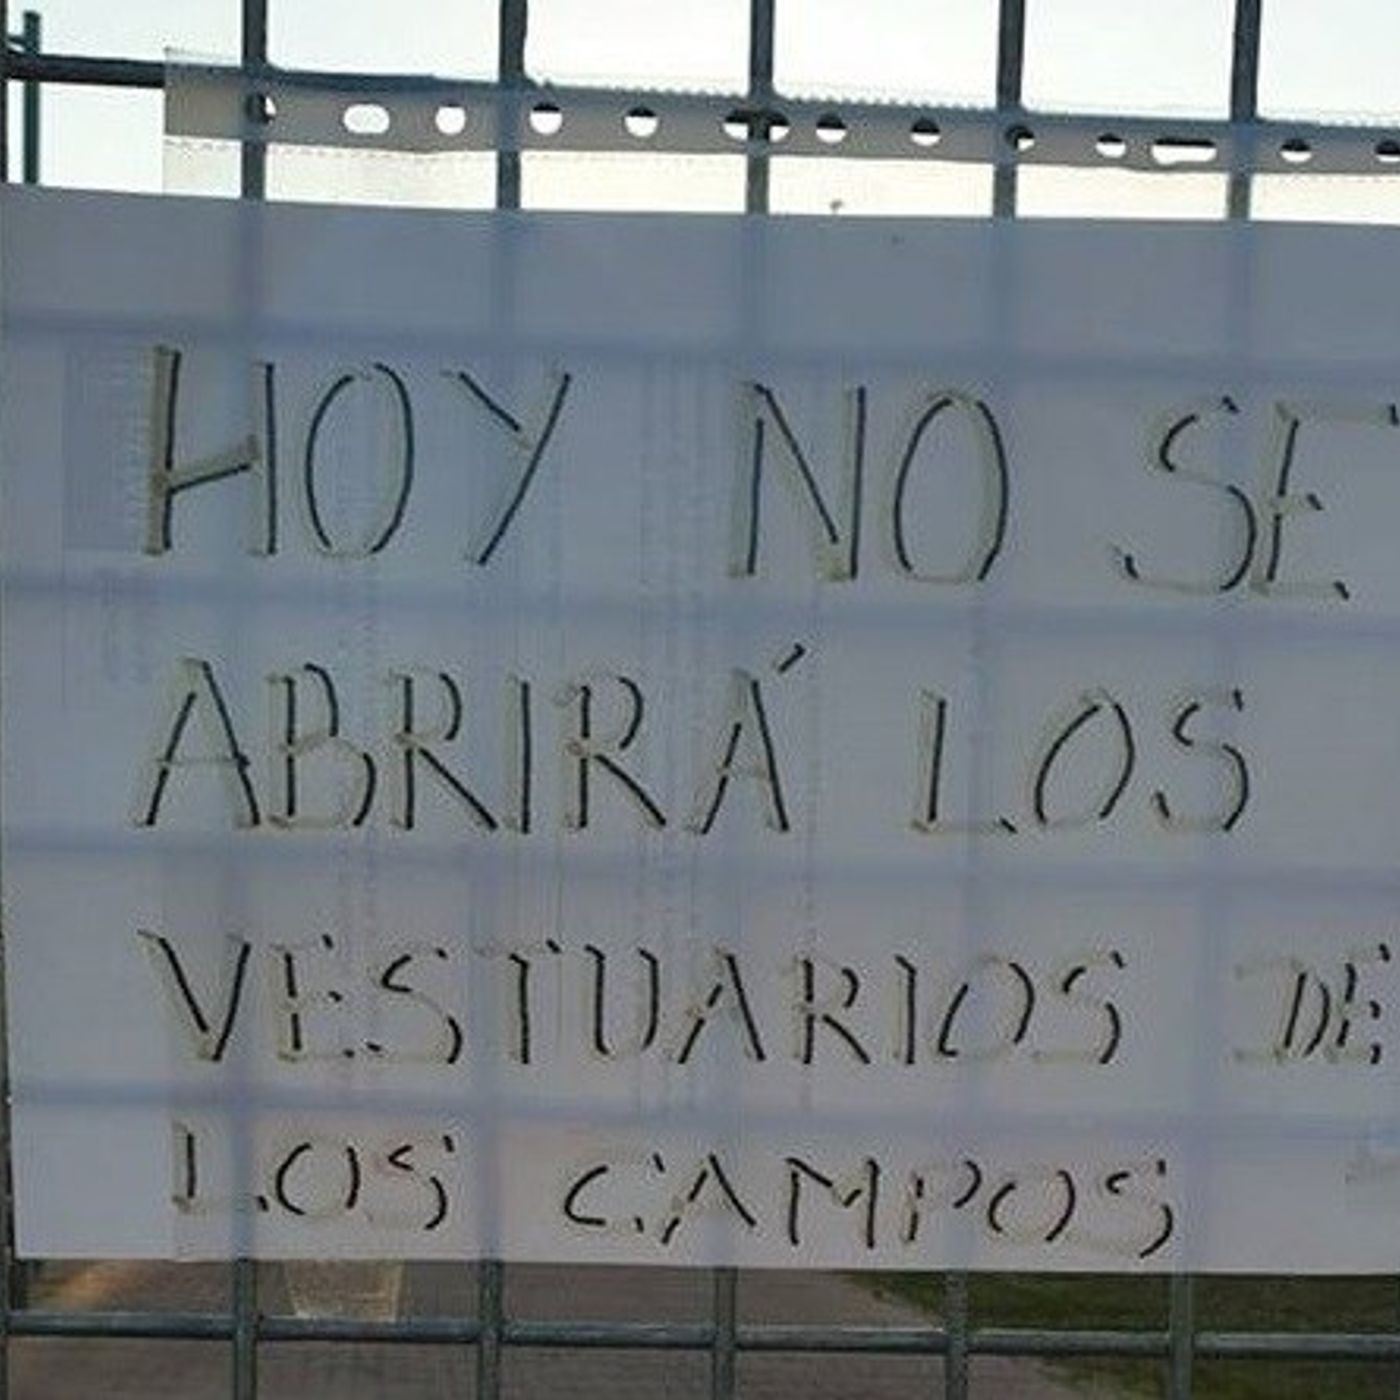 HOY NO SE
ABRIRÁ LOS
VESTUARIOS DE
LOS CAMPOS